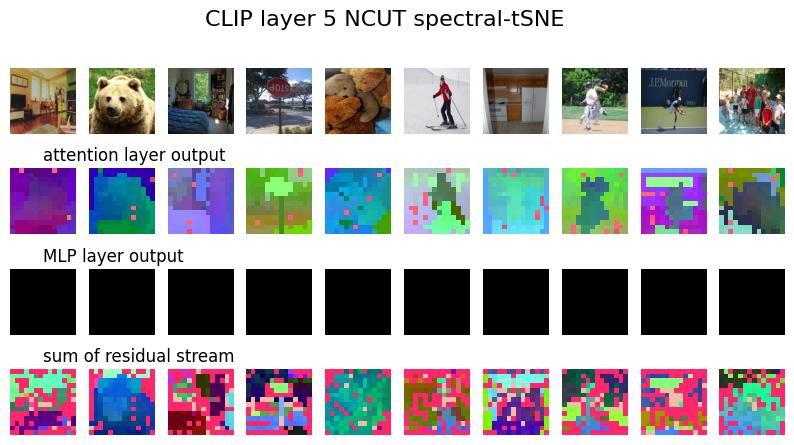 CLIP layer 5 NCUT spectral-tSNE
STOP
J.P.Morgan
attention layer output
MLP layer output
sum of residual stream